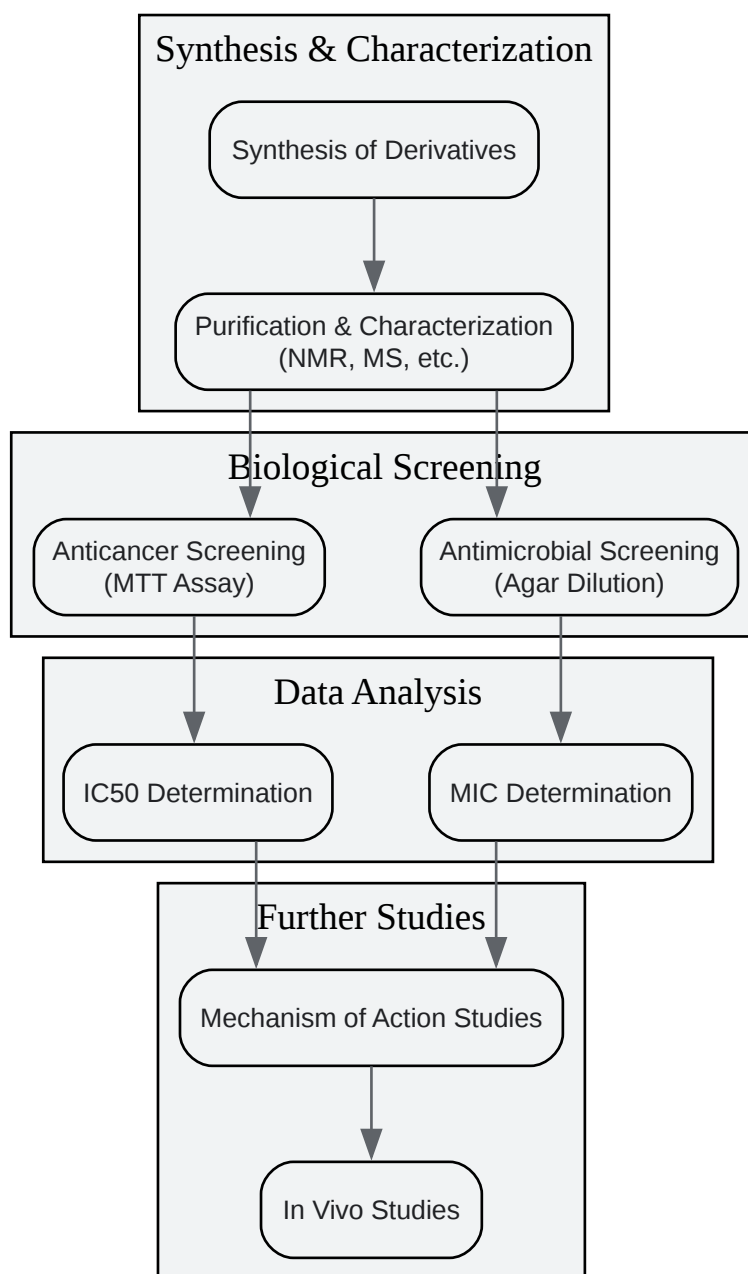 Synthesis & Characterization
Synthesis of Derivatives
Purification & Characterization
(NMR, MS, etc.)
Biological Screening
Anticancer Screening
(MTT Assay)
Antimicrobial Screening
(Agar Dilution)
Data Analysis
IC50 Determination
MIC Determination
Further Studies
Mechanism of Action Studies
In Vivo Studies